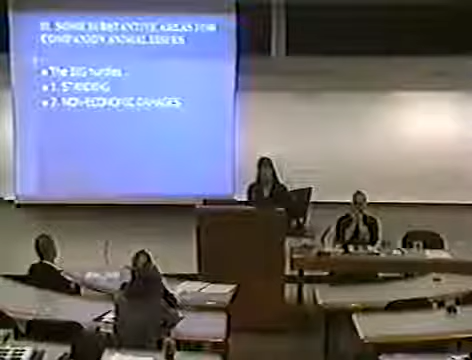 II. SOME SUBSTANTIVE AREAS FOR
COMPANION ANIMAL ISSUES
The BIG hurdles...
1. STANDING
2. NON-ECONOMIC DAMAGES